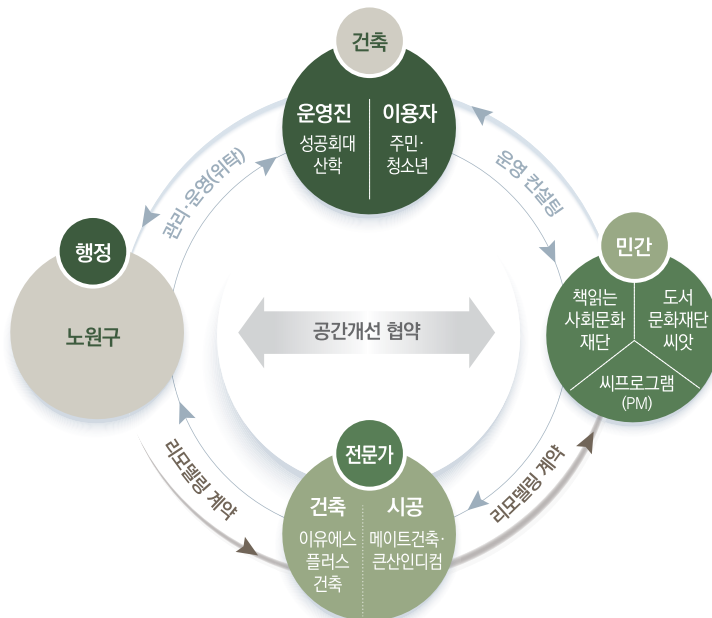 건축
운영진
성공회대
산학
이용자
주민·
청소년
관리·운영(위탁)
운영 컨설팅
행정
노원구
민간
책읽는
사회문화
재단
도서
문화재단
씨앗
씨프로그램
(PM)
공간개선 협약
리모델링 계약
리모델링 계약
전문가
건축
이유에스
플러스
건축
시공
메이트건축·
큰산인디컴